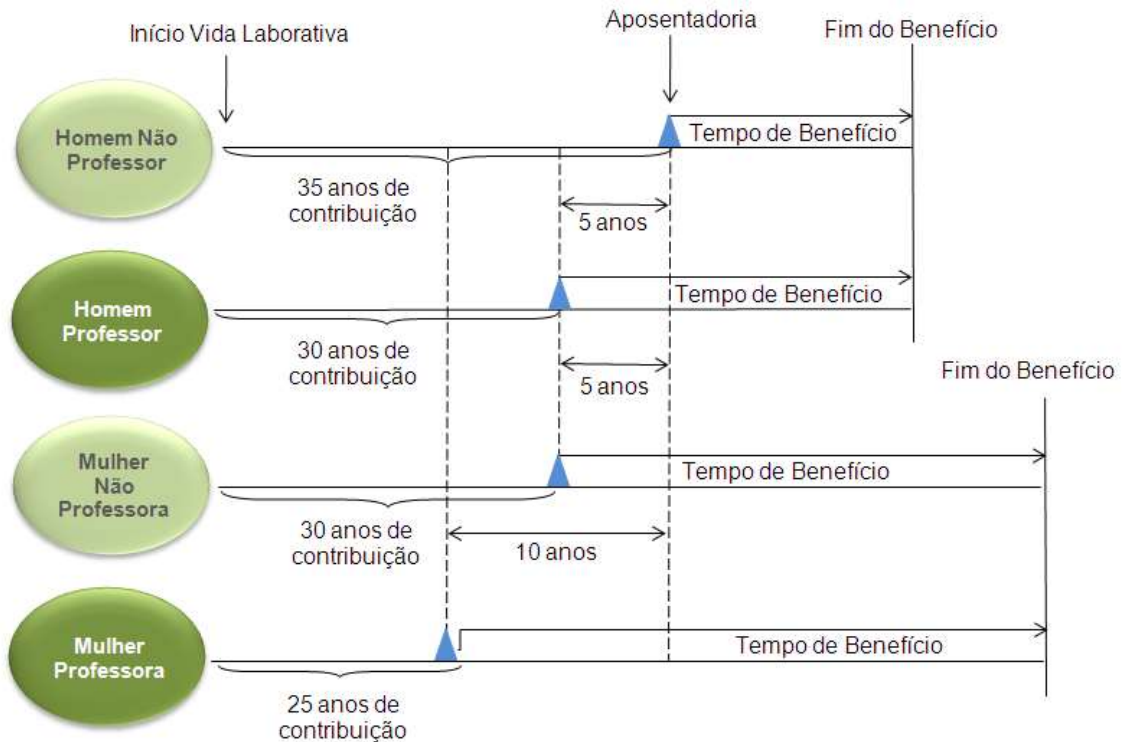 Início Vida Laborativa
Aposentadoria
Fim do Benefício
Homem Não
Professor
Tempo de Benefício
35 anos de
contribuição
5 anos
Homem
Professor
Tempo de Benefício
30 anos de
contribuição
5 anos
Fim do Benefício
Mulher
Não
Professora
Tempo de Benefício
30 anos de
contribuição
10 anos
Mulher
Professora
Tempo de Benefício
25 anos de
contribuição